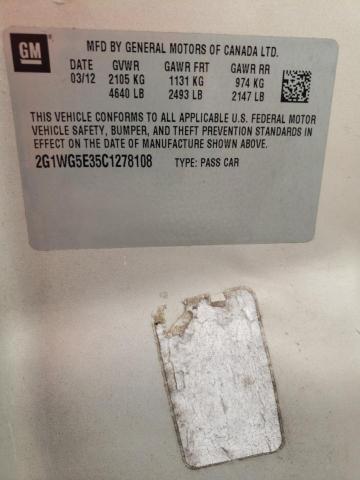 GM
MFD BY GENERAL MOTORS OF CANADA LTD.
DATE GVWR GAWR FRT GAWR RR
03/12 2105 KG 1131 KG 974 KG
4640 LB 2493 LB 2147 LB
THIS VEHICLE CONFORMS TO ALL APPLICABLE U.S. FEDERAL MOTOR
VEHICLE SAFETY, BUMPER, AND THEFT PREVENTION STANDARDS IN
EFFECT ON THE DATE OF MANUFACTURE SHOWN ABOVE.
2G1WG5E35C1278108 TYPE: PASS CAR